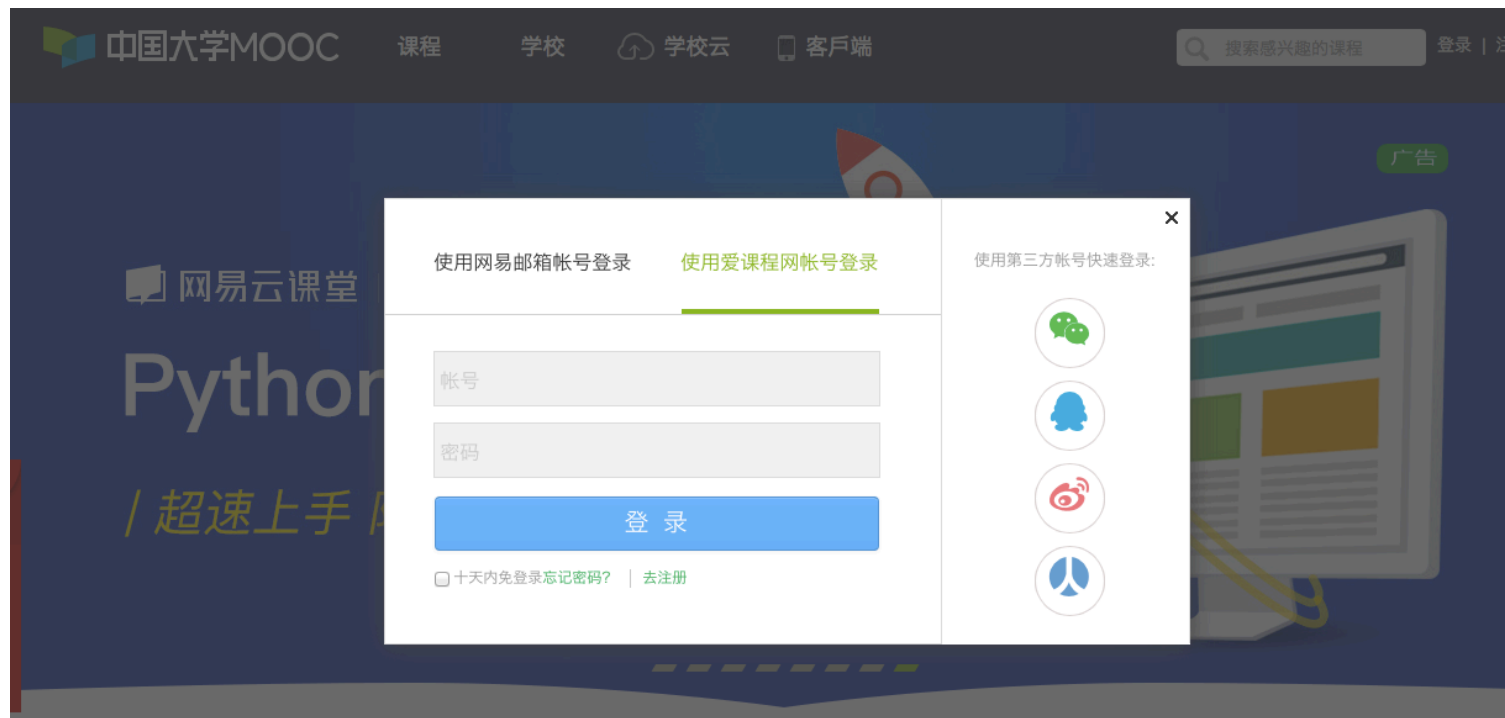 中国大学MOOC 课程 学校 学校云 客戶端 搜索感兴趣的课程 登录 |
广告
网易云课堂
Python
/ 超速上手
使用网易邮箱帐号登录 使用爱课程网帐号登录
帐号
密码
登 录
十天内免登录忘记密码? | 去注册
使用第三方帐号快速登录: